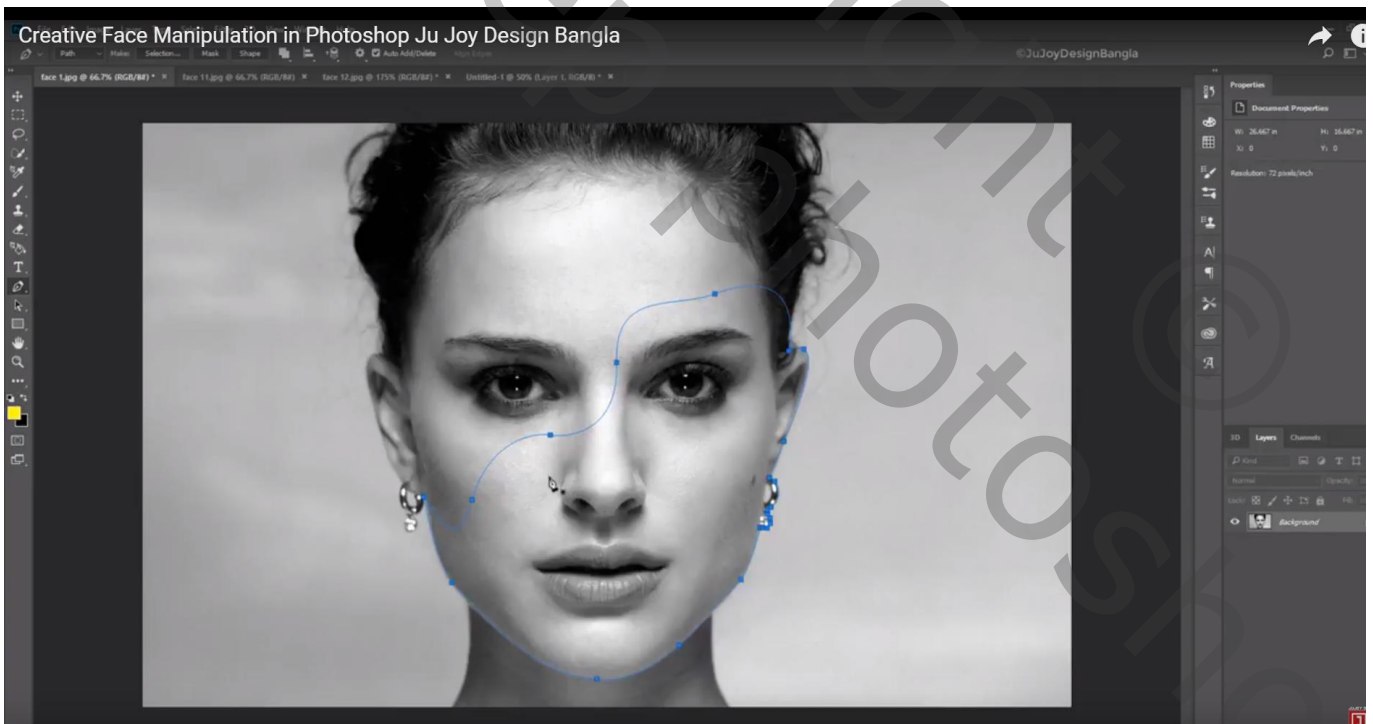 Creative Face Manipulation in Photoshop Ju Joy Design Bangla
Path Make: Selection... Mask Shape Auto Add/Delete
©JuJoyDesignBangla
face 1.jpg @ 66.7% (RGB/8#) * × face 11.jpg @ 66.7% (RGB/8#) × face 12.jpg @ 175% (RGB/8#) * × Untitled-1 @ 50% (Layer 1, RGB/8) * ×
Properties
Document Properties
W: 26.667 in H: 16.667 in
X: 0 Y: 0
Resolution: 72 pixels/inch
3D Layers Channels
Kind
Normal Opacity:
Lock: Fill:
Background